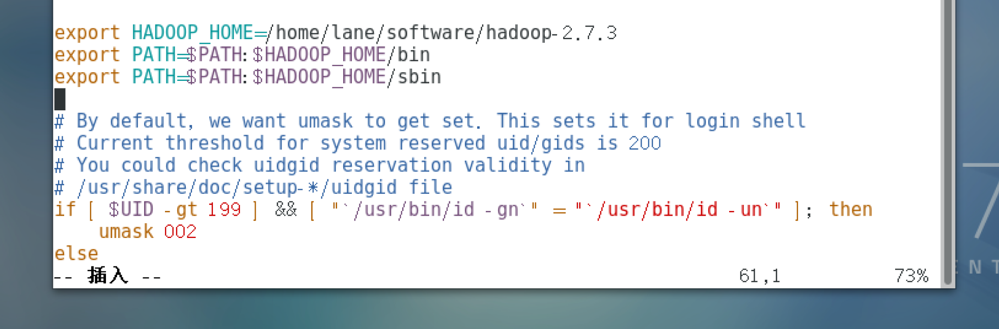 export HADOOP_HOME=/home/lane/software/hadoop-2.7.3
export PATH=$PATH:$HADOOP_HOME/bin
export PATH=$PATH:$HADOOP_HOME/sbin
# By default, we want umask to get set. This sets it for login shell
# Current threshold for system reserved uid/gids is 200
# You could check uidgid reservation validity in
# /usr/share/doc/setup-*/uidgid file
if [ $UID -gt 199 ] && [ "`/usr/bin/id -gn`" = "`/usr/bin/id -un`" ]; then
    umask 002
else
-- 插入 -- 61,1 73%
7
ENT